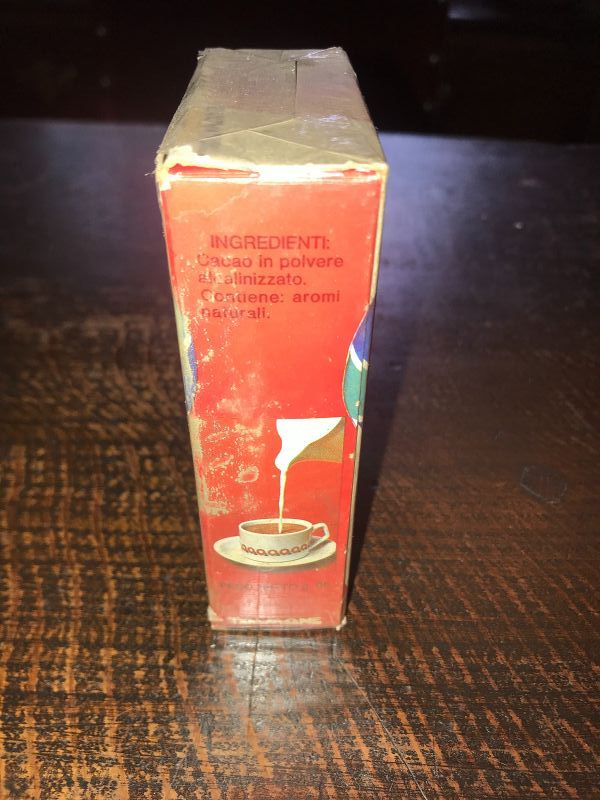 INGREDIENTI:
Cacao in polvere
alcalinizzato.
Contiene: aromi
naturali.